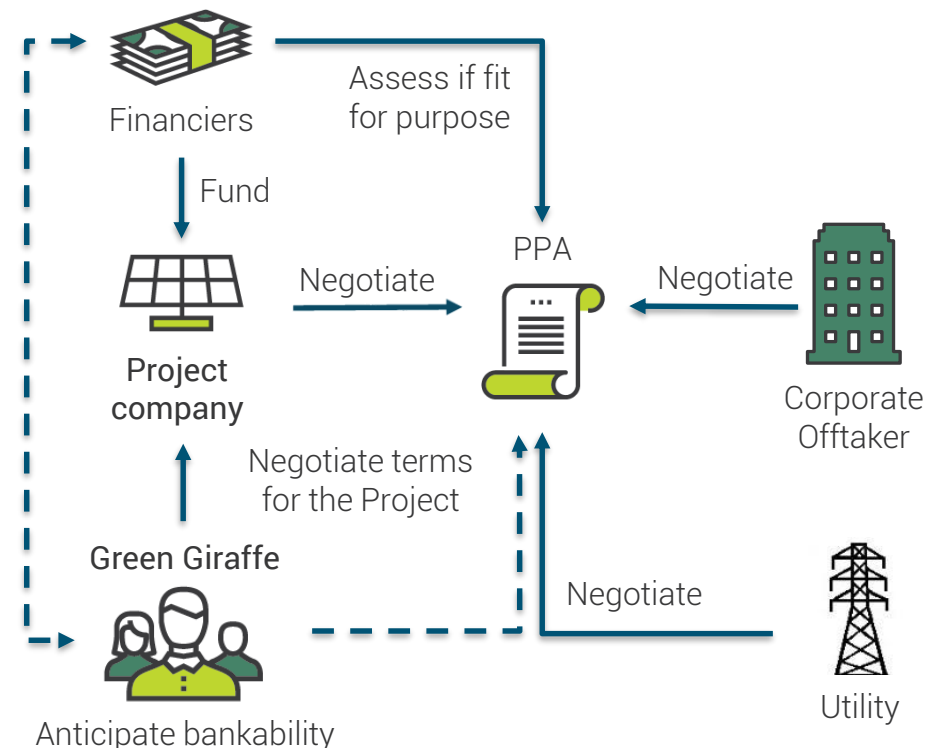 Assess if fit
for purpose
Financiers
Fund
PPA
Negotiate
Negotiate
Project
company
Corporate
Offtaker
Negotiate terms
for the Project
Green Giraffe
Negotiate
Utility
Anticipate bankability